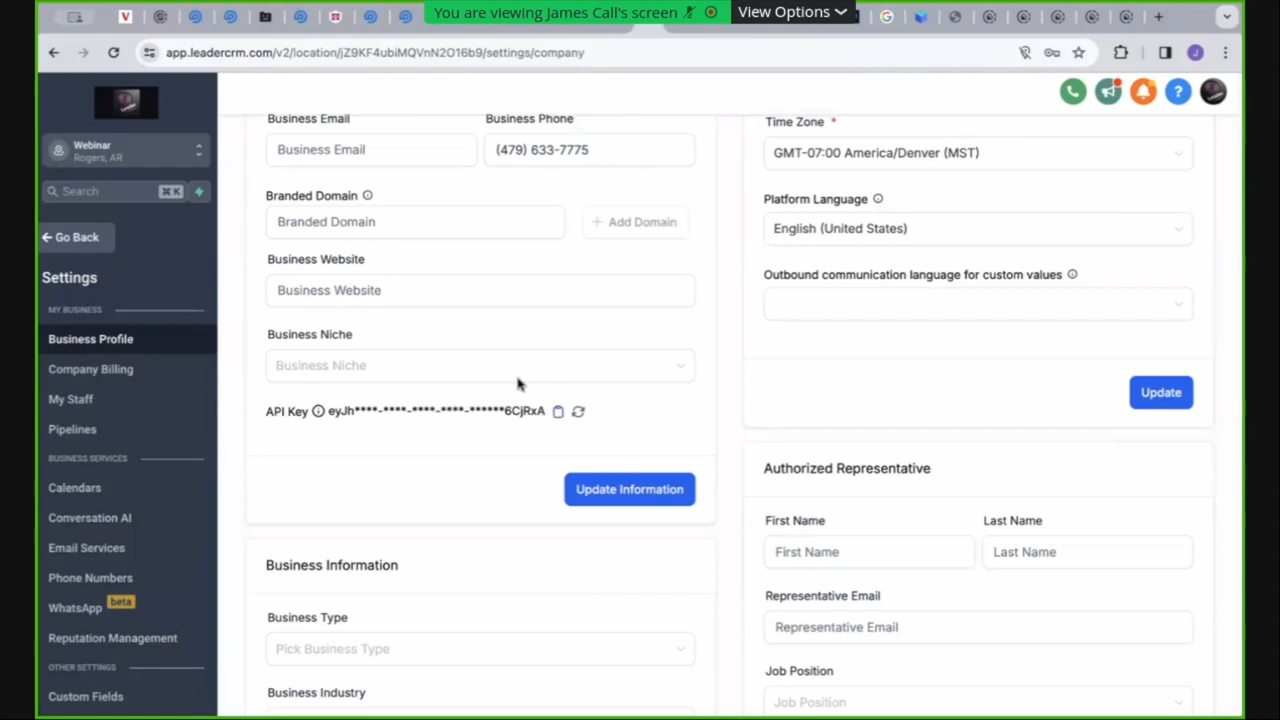 You are viewing James Call's screen
View Options
app.leadercrm.com/v2/location/jZ9KF4ubiMQVnN2O16b9/settings/company
J
Webinar
Rogers, AR
Search
⌘ K
Go Back
Settings
MY BUSINESS
Business Profile
Company Billing
My Staff
Pipelines
BUSINESS SERVICES
Calendars
Conversation AI
Email Services
Phone Numbers
WhatsApp beta
Reputation Management
OTHER SETTINGS
Custom Fields
Business Email
Business Phone
Business Email
(479) 633-7775
Branded Domain
Branded Domain
+ Add Domain
Business Website
Business Website
Business Niche
Business Niche
API Key eyJh****-****-****-****-******6CjRxA
Update Information
Business Information
Business Type
Pick Business Type
Business Industry
Time Zone *
GMT-07:00 America/Denver (MST)
Platform Language
English (United States)
Outbound communication language for custom values
Update
Authorized Representative
First Name
Last Name
First Name
Last Name
Representative Email
Representative Email
Job Position
Job Position